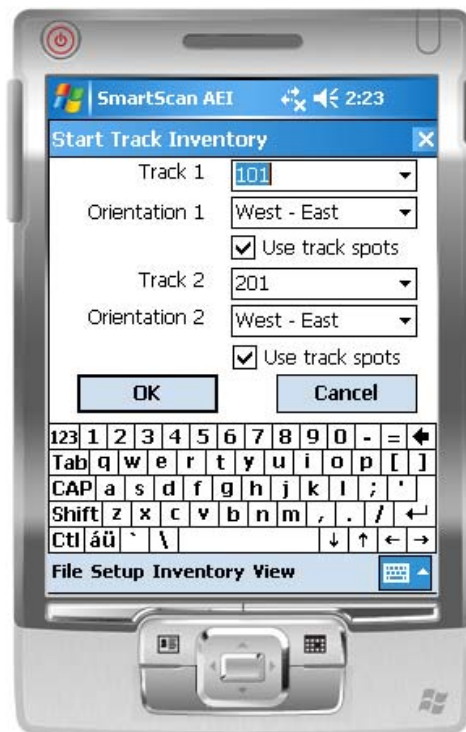 SmartScan AEI 2:23
Start Track Inventory
Track 1 101
Orientation 1 West - East
Use track spots
Track 2 201
Orientation 2 West - East
Use track spots
OK Cancel
123 1 2 3 4 5 6 7 8 9 0 - =
Tab q w e r t y u i o p [ ]
CAP a s d f g h j k l ; '
Shift z x c v b n m , . /
Ctl áü ` \
File Setup Inventory View